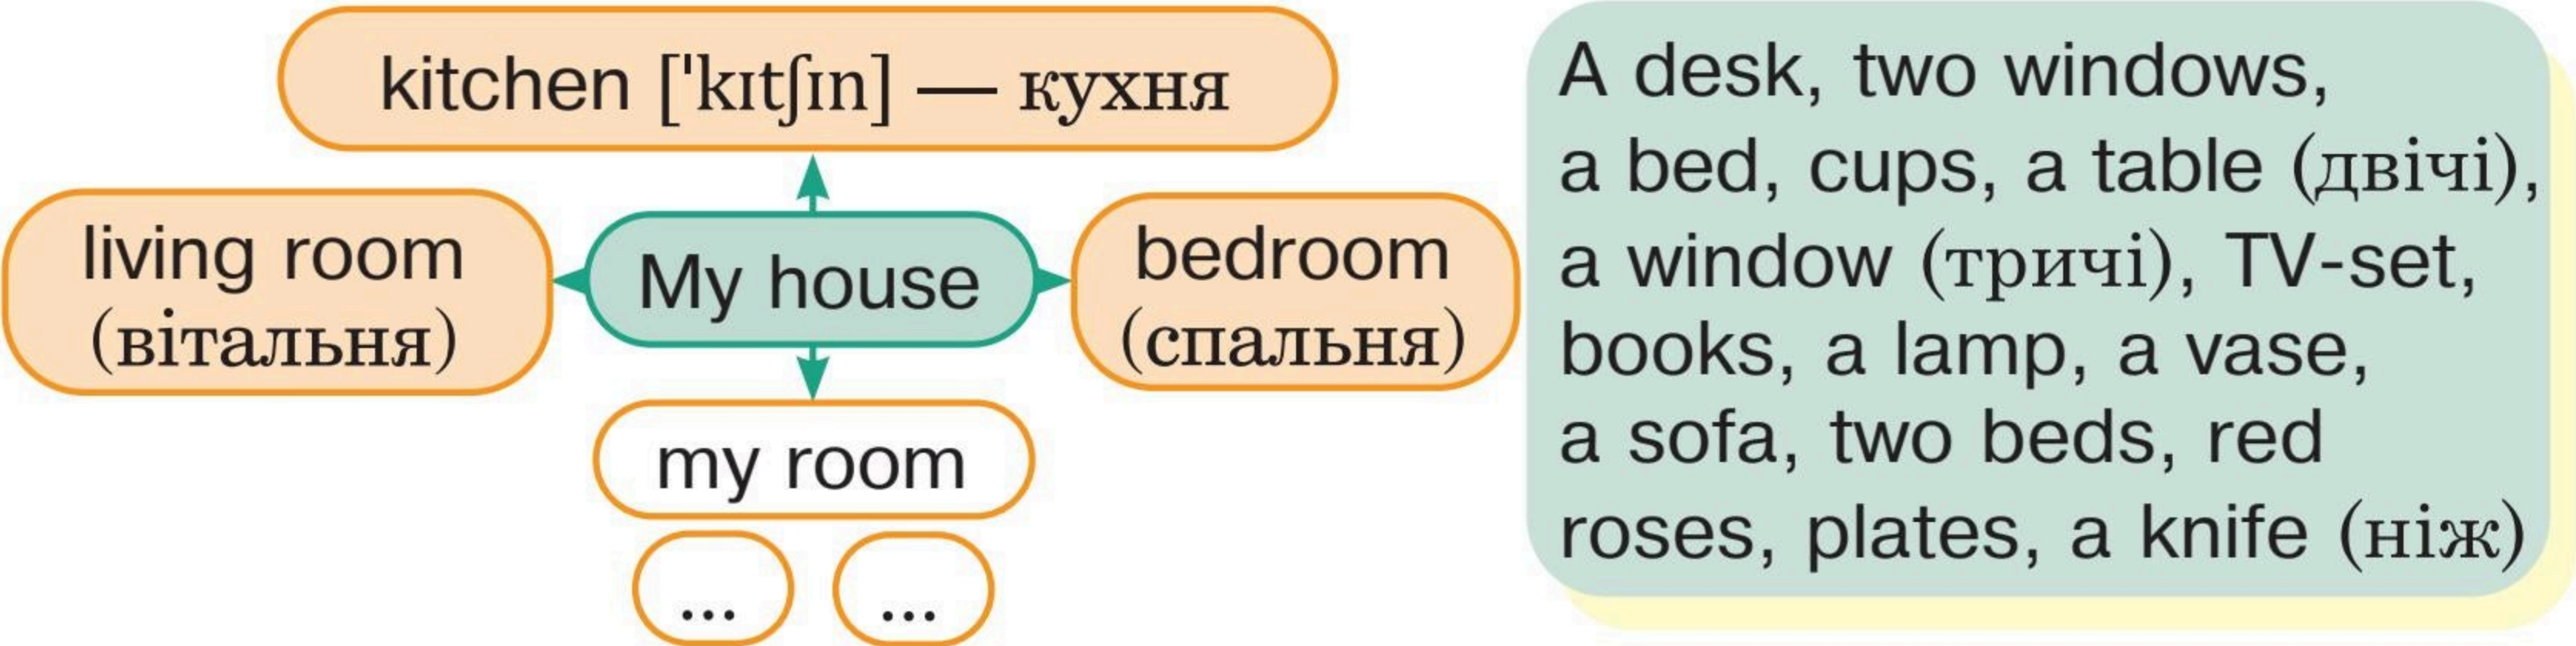 kitchen ['kɪtʃɪn] — кухня
living room
(вітальня)
My house
bedroom
(спальня)
my room
...
...
A desk, two windows,
a bed, cups, a table (двічі),
a window (тричі), TV-set,
books, a lamp, a vase,
a sofa, two beds, red
roses, plates, a knife (ніж)